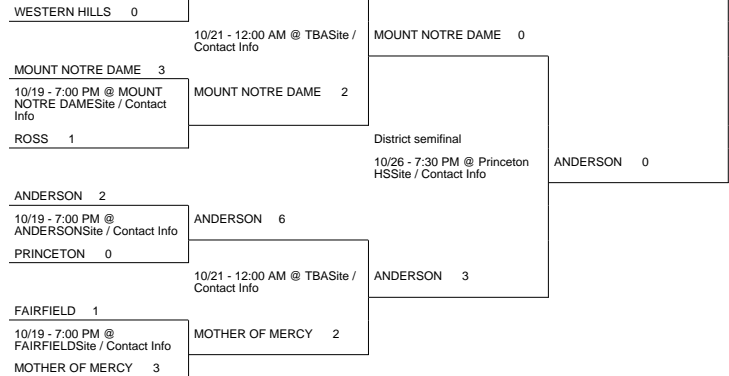 WESTERN HILLS 0
10/21 - 12:00 AM @ TBASite /
Contact Info
MOUNT NOTRE DAME 0
MOUNT NOTRE DAME 3
10/19 - 7:00 PM @ MOUNT
NOTRE DAMESite / Contact
Info
MOUNT NOTRE DAME 2
ROSS 1
District semifinal
10/26 - 7:30 PM @ Princeton
HSSite / Contact Info
ANDERSON 0
ANDERSON 2
10/19 - 7:00 PM @
ANDERSONSite / Contact Info
ANDERSON 6
PRINCETON 0
10/21 - 12:00 AM @ TBASite /
Contact Info
ANDERSON 3
FAIRFIELD 1
10/19 - 7:00 PM @
FAIRFIELDSite / Contact Info
MOTHER OF MERCY 2
MOTHER OF MERCY 3